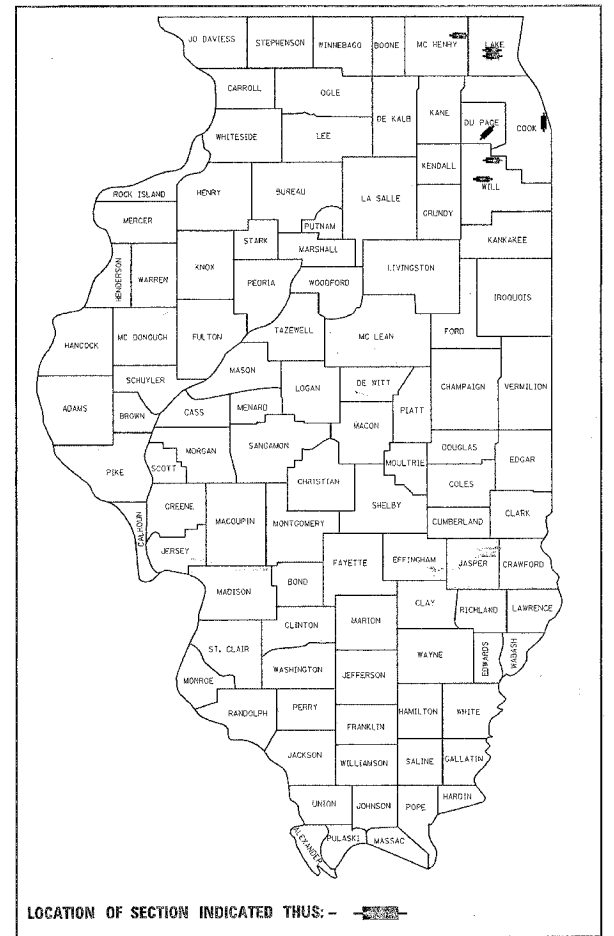 JO DAVIESS
STEPHENSON
WINNEBAGO
BOONE
MC HENRY
LAKE
CARROLL
OGLE
DE KALB
KANE
DU PAGE
COOK
WHITESIDE
LEE
KENDALL
WILL
ROCK ISLAND
HENRY
BUREAU
LA SALLE
GRUNDY
MERCER
PUTNAM
STARK
MARSHALL
KANKAKEE
HENDERSON
WARREN
KNOX
PEORIA
WOODFORD
LIVINGSTON
IROQUOIS
HANCOCK
MC DONOUGH
FULTON
TAZEWELL
MC LEAN
FORD
MASON
SCHUYLER
LOGAN
DE WITT
CHAMPAIGN
VERMILION
ADAMS
BROWN
CASS
MENARD
MACON
PIATT
PIKE
SCOTT
MORGAN
SANGAMON
CHRISTIAN
MOULTRIE
DOUGLAS
EDGAR
COLES
CALHOUN
GREENE
MACOUPIN
MONTGOMERY
SHELBY
CUMBERLAND
CLARK
JERSEY
FAYETTE
EFFINGHAM
JASPER
CRAWFORD
MADISON
BOND
CLAY
RICHLAND
LAWRENCE
CLINTON
MARION
ST. CLAIR
WAYNE
EDWARDS
WABASH
WASHINGTON
JEFFERSON
MONROE
RANDOLPH
PERRY
HAMILTON
WHITE
FRANKLIN
JACKSON
WILLIAMSON
SALINE
GALLATIN
UNION
JOHNSON
POPE
HARDIN
ALEXANDER
PULASKI
MASSAC
LOCATION OF SECTION INDICATED THUS: -